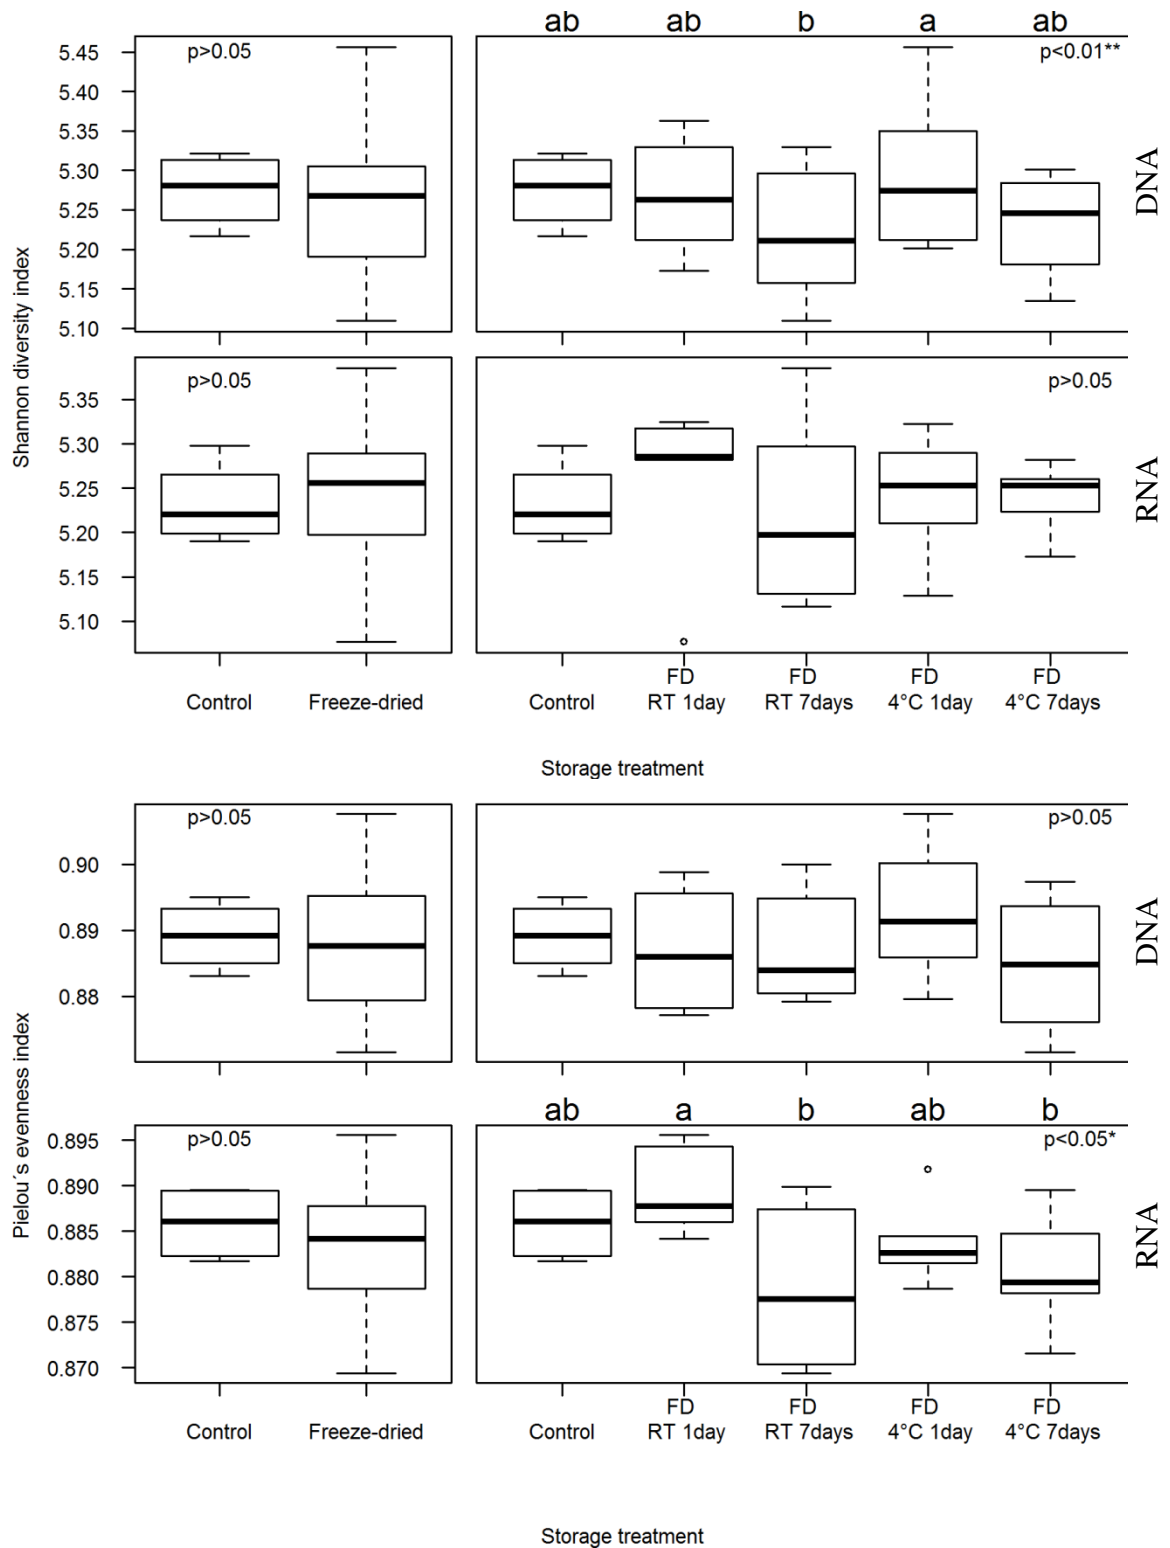 ab ab b a ab
p>0.05 p<0.01**
5.45
5.40
5.35
5.30
5.25
5.20
5.15
5.10
DNA
Shannon diversity index
p>0.05 p>0.05
5.35
5.30
5.25
5.20
5.15
5.10
RNA
FD FD FD FD
Control Freeze-dried Control RT 1day RT 7days 4°C 1day 4°C 7days
Storage treatment
p>0.05 p>0.05
0.90
0.89
0.88
DNA
Pielou´s evenness index
ab a b ab b
p>0.05 p<0.05*
0.895
0.890
0.885
0.880
0.875
0.870
RNA
FD FD FD FD
Control Freeze-dried Control RT 1day RT 7days 4°C 1day 4°C 7days
Storage treatment